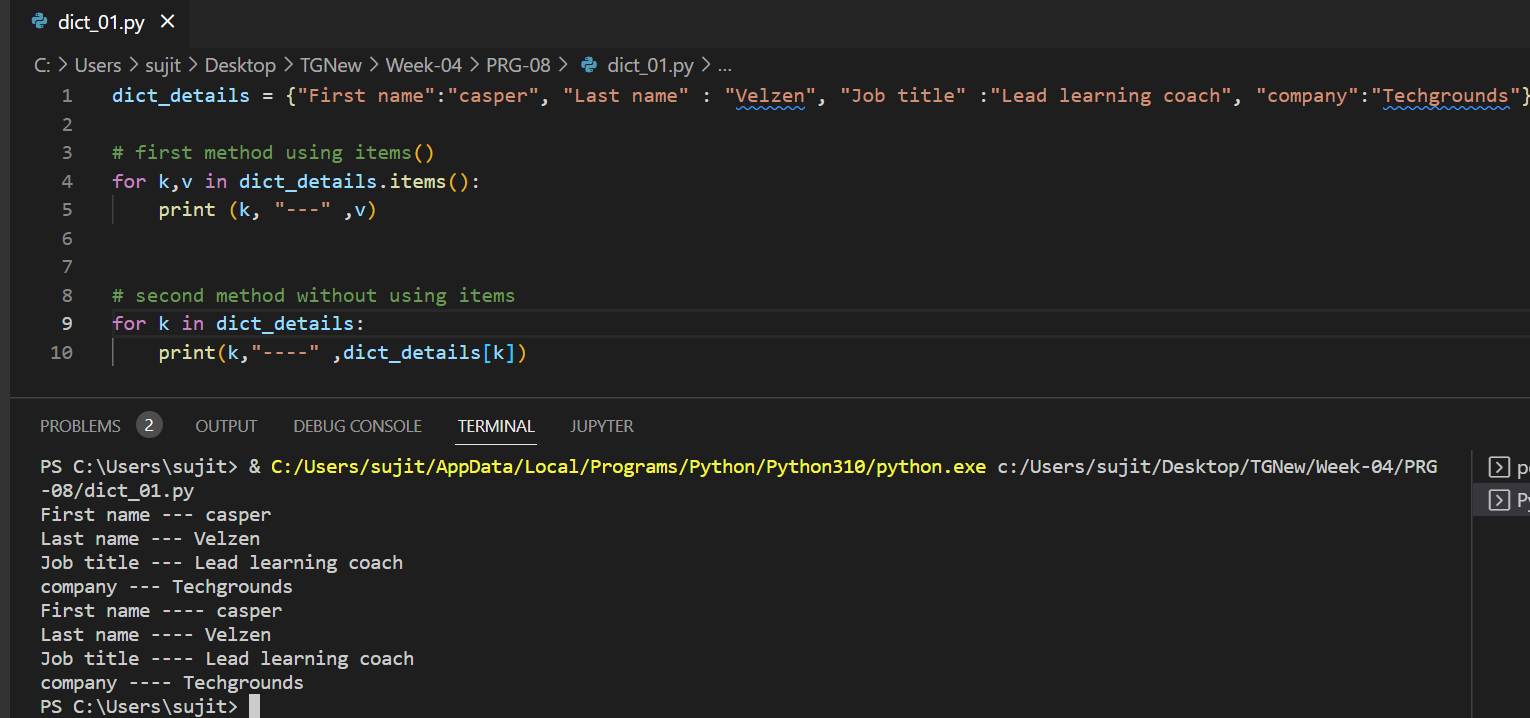 dict_01.py
C: > Users > sujit > Desktop > TGNew > Week-04 > PRG-08 > dict_01.py > ...
1 dict_details = {"First name":"casper", "Last name" : "Velzen", "Job title" :"Lead learning coach", "company":"Techgrounds"}
2
3 # first method using items()
4 for k,v in dict_details.items():
5     print (k, "---" ,v)
6
7
8 # second method without using items
9 for k in dict_details:
10     print(k,"----" ,dict_details[k])
PROBLEMS 2 OUTPUT DEBUG CONSOLE TERMINAL JUPYTER
PS C:\Users\sujit> & C:/Users/sujit/AppData/Local/Programs/Python/Python310/python.exe c:/Users/sujit/Desktop/TGNew/Week-04/PRG
-08/dict_01.py
First name --- casper
Last name --- Velzen
Job title --- Lead learning coach
company --- Techgrounds
First name ---- casper
Last name ---- Velzen
Job title ---- Lead learning coach
company ---- Techgrounds
PS C:\Users\sujit>